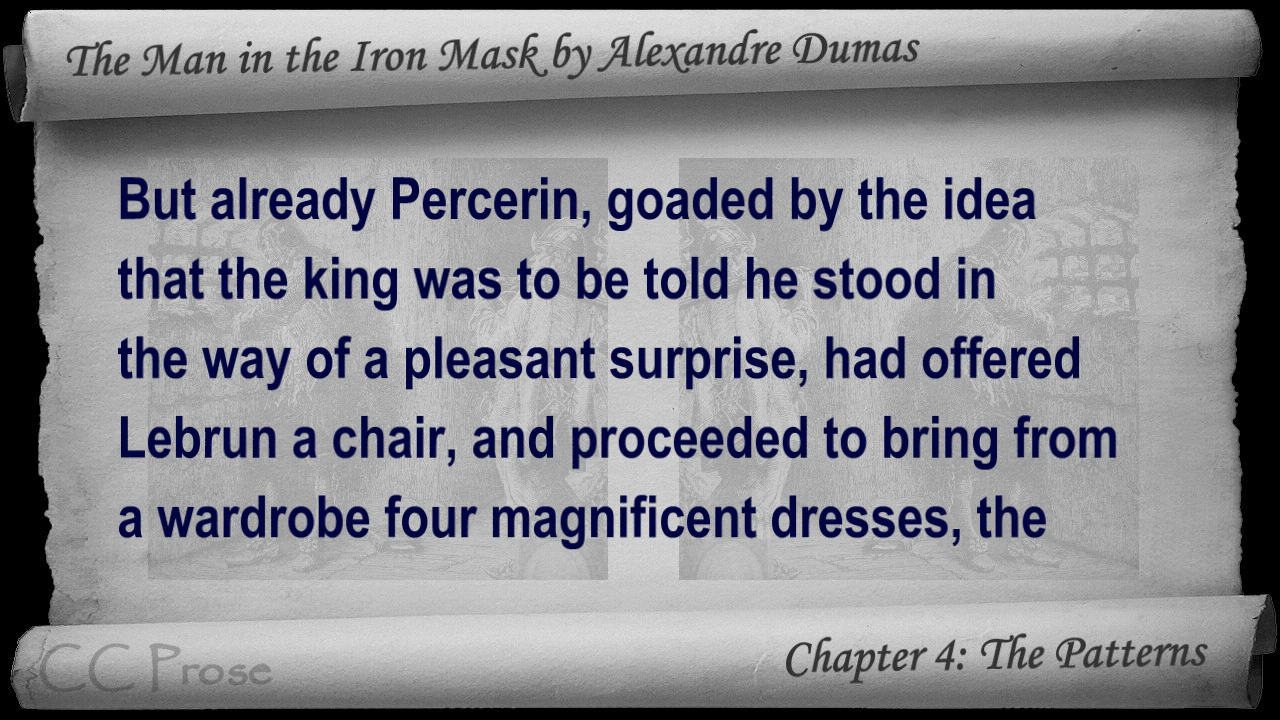 The Man in the Iron Mask by Alexandre Dumas
But already Percerin, goaded by the idea
that the king was to be told he stood in
the way of a pleasant surprise, had offered
Lebrun a chair, and proceeded to bring from
a wardrobe four magnificent dresses, the
CC Prose
Chapter 4: The Patterns